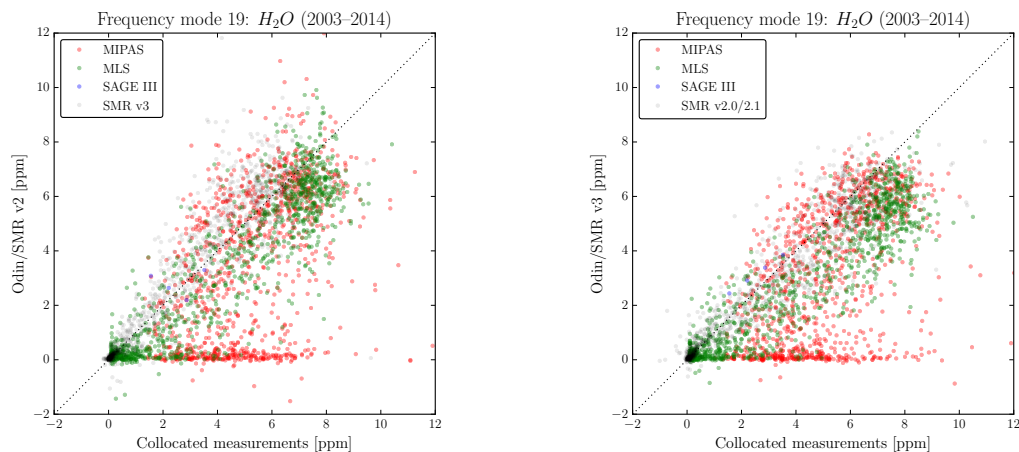 Frequency mode 19: H₂O (2003–2014)
12
10
8
6
4
2
0
−2
Odin/SMR v2 [ppm]
MIPAS
MLS
SAGE III
SMR v3
−2 0 2 4 6 8 10 12
Collocated measurements [ppm]
Frequency mode 19: H₂O (2003–2014)
12
10
8
6
4
2
0
−2
Odin/SMR v3 [ppm]
MIPAS
MLS
SAGE III
SMR v2.0/2.1
−2 0 2 4 6 8 10 12
Collocated measurements [ppm]